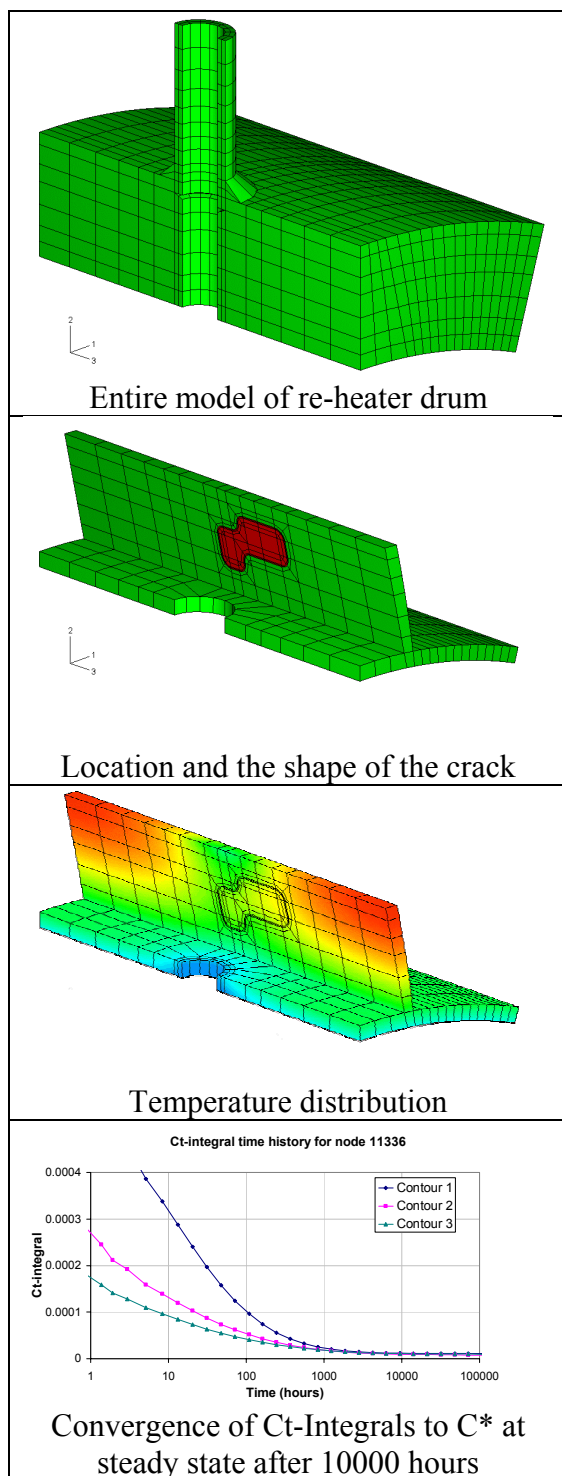 2
1
3
Entire model of re-heater drum
2
1
3
Location and the shape of the crack
Temperature distribution
Ct-integral time history for node 11336
Ct-integral
0.0004
0.0003
0.0002
0.0001
0
Contour 1
Contour 2
Contour 3
1 10 100 1000 10000 100000
Time (hours)
Convergence of Ct-Integrals to C* at
steady state after 10000 hours